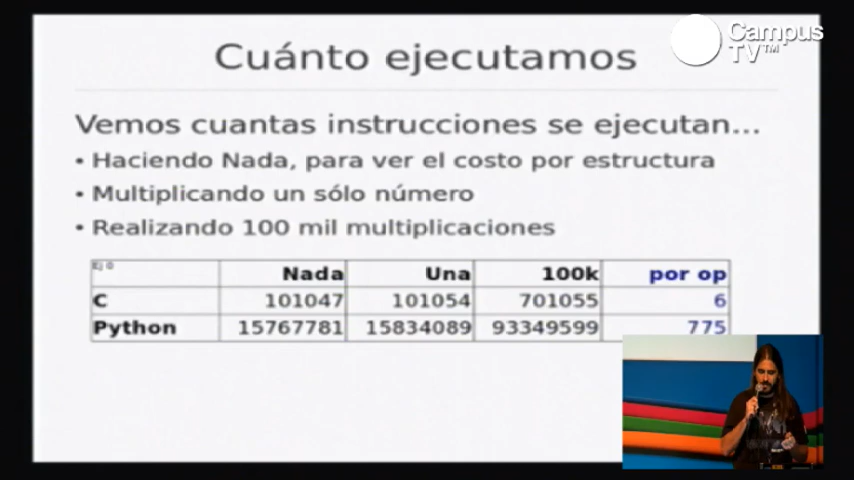 Campus
TV™
Cuánto ejecutamos
Vemos cuantas instrucciones se ejecutan...
• Haciendo Nada, para ver el costo por estructura
• Multiplicando un sólo número
• Realizando 100 mil multiplicaciones
Nada Una 100k por op
C 101047 101054 701055 6
Python 15767781 15834089 93349599 775